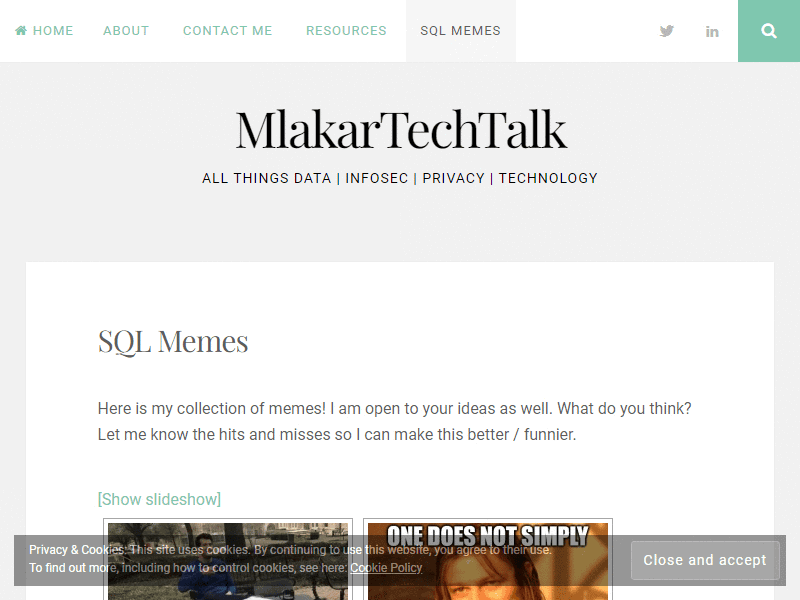 HOME ABOUT CONTACT ME RESOURCES SQL MEMES
MlakarTechTalk
ALL THINGS DATA | INFOSEC | PRIVACY | TECHNOLOGY
SQL Memes
Here is my collection of memes! I am open to your ideas as well. What do you think?
Let me know the hits and misses so I can make this better / funnier.
[Show slideshow]
ONE DOES NOT SIMPLY
Privacy & Cookies: This site uses cookies. By continuing to use this website, you agree to their use.
To find out more, including how to control cookies, see here: Cookie Policy
Close and accept